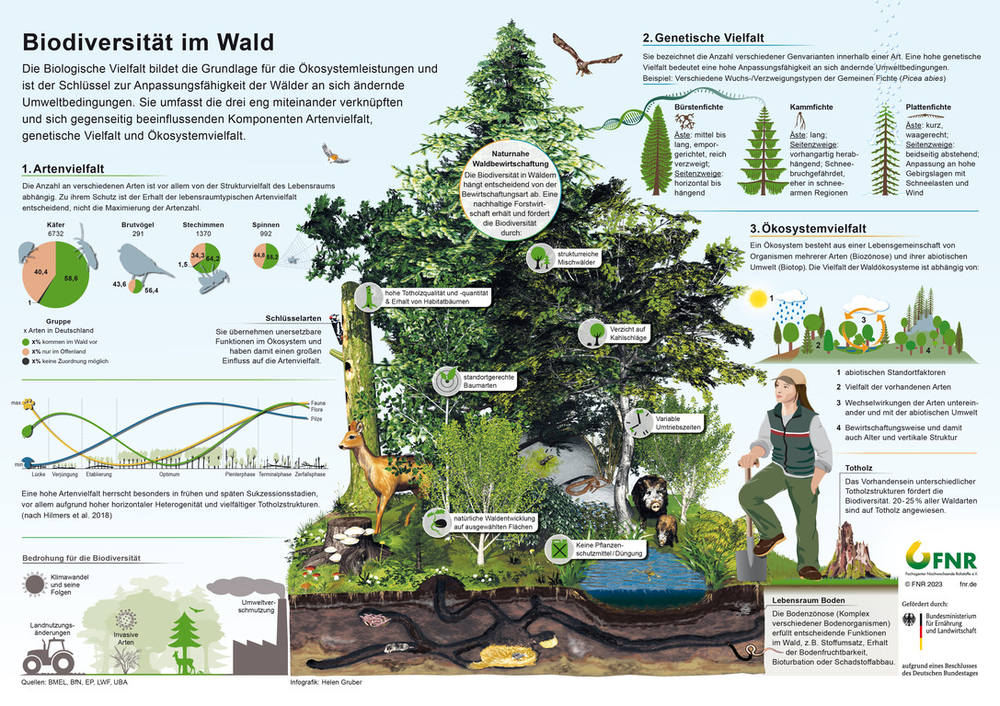 Biodiversität im Wald
Die Biologische Vielfalt bildet die Grundlage für die Ökosystemleistungen und
ist der Schlüssel zur Anpassungsfähigkeit der Wälder an sich ändernde
Umweltbedingungen. Sie umfasst die drei eng miteinander verknüpften
und sich gegenseitig beeinflussenden Komponenten Artenvielfalt,
genetische Vielfalt und Ökosystemvielfalt.
1. Artenvielfalt
Die Anzahl an verschiedenen Arten ist vor allem von der Strukturvielfalt des Lebensraums
abhängig. Zu ihrem Schutz ist der Erhalt der lebensraumtypischen Artenvielfalt
entscheidend, nicht die Maximierung der Artenzahl.
Käfer
6732
40,4
58,6
1
Brutvögel
291
43,6
56,4
Stechimmen
1370
34,3
64,2
1,5
Spinnen
992
44,8
55,2
Gruppe
x Arten in Deutschland
x% kommen im Wald vor
x% nur im Offenland
x% keine Zuordnung möglich
Schlüsselarten
Sie übernehmen unersetzbare
Funktionen im Ökosystem und
haben damit einen großen
Einfluss auf die Artenvielfalt.
max.
min.
Fauna
Flora
Pilze
Lücke
Verjüngung
Etablierung
Optimum
Plenterphase
Terminalphase
Zerfallsphase
Eine hohe Artenvielfalt herrscht besonders in frühen und späten Sukzessionsstadien,
vor allem aufgrund hoher horizontaler Heterogenität und vielfältiger Totholzstrukturen.
(nach Hilmers et al. 2018)
Bedrohung für die Biodiversität
Klimawandel
und seine
Folgen
Landnutzungs-
änderungen
Invasive
Arten
Umweltver-
schmutzung
Quellen: BMEL, BfN, EP, LWF, UBA
Infografik: Helen Gruber
Naturnahe
Waldbewirtschaftung
Die Biodiversität in Wäldern
hängt entscheidend von der
Bewirtschaftungsart ab. Eine
nachhaltige Forstwirt-
schaft erhält und fördert
die Biodiversität
durch:
strukturreiche
Mischwälder
hohe Totholzqualität und -quantität
& Erhalt von Habitatbäumen
Verzicht auf
Kahlschläge
standortgerechte
Baumarten
Variable
Umtriebszeiten
natürliche Waldentwicklung
auf ausgewählten Flächen
Keine Pflanzen-
schutzmittel / Düngung
2. Genetische Vielfalt
Sie bezeichnet die Anzahl verschiedener Genvarianten innerhalb einer Art. Eine hohe genetische
Vielfalt bedeutet eine hohe Anpassungsfähigkeit an sich ändernde Umweltbedingungen.
Beispiel: Verschiedene Wuchs-/Verzweigungstypen der Gemeinen Fichte (Picea abies)
Bürstenfichte
Äste: mittel bis
lang, empor-
gerichtet, reich
verzweigt;
Seitenzweige:
horizontal bis
hängend
Kammfichte
Äste: lang;
Seitenzweige:
vorhangartig herab-
hängend; Schnee-
bruchgefährdet,
eher in schnee-
armen Regionen
Plattenfichte
Äste: kurz,
waagerecht;
Seitenzweige:
beidseitig abstehend;
Anpassung an hohe
Gebirgslagen mit
Schneelasten und
Wind
3. Ökosystemvielfalt
Ein Ökosystem besteht aus einer Lebensgemeinschaft von
Organismen mehrerer Arten (Biozönose) und ihrer abiotischen
Umwelt (Biotop). Die Vielfalt der Waldökosysteme ist abhängig von:
1
2
3
4
1 abiotischen Standortfaktoren
2 Vielfalt der vorhandenen Arten
3 Wechselwirkungen der Arten unterein-
ander und mit der abiotischen Umwelt
4 Bewirtschaftungsweise und damit
auch Alter und vertikale Struktur
Totholz
Das Vorhandensein unterschiedlicher
Totholzstrukturen fördert die
Biodiversität. 20-25 % aller Waldarten
sind auf Totholz angewiesen.
Lebensraum Boden
Die Bodenzönose (Komplex
verschiedener Bodenorganismen)
erfüllt entscheidende Funktionen
im Wald, z.B. Stoffumsatz, Erhalt
der Bodenfruchtbarkeit,
Bioturbation oder Schadstoffabbau.
FNR
Fachagentur Nachwachsende Rohstoffe e.V.
© FNR 2023 fnr.de
Gefördert durch:
Bundesministerium
für Ernährung
und Landwirtschaft
aufgrund eines Beschlusses
des Deutschen Bundestages